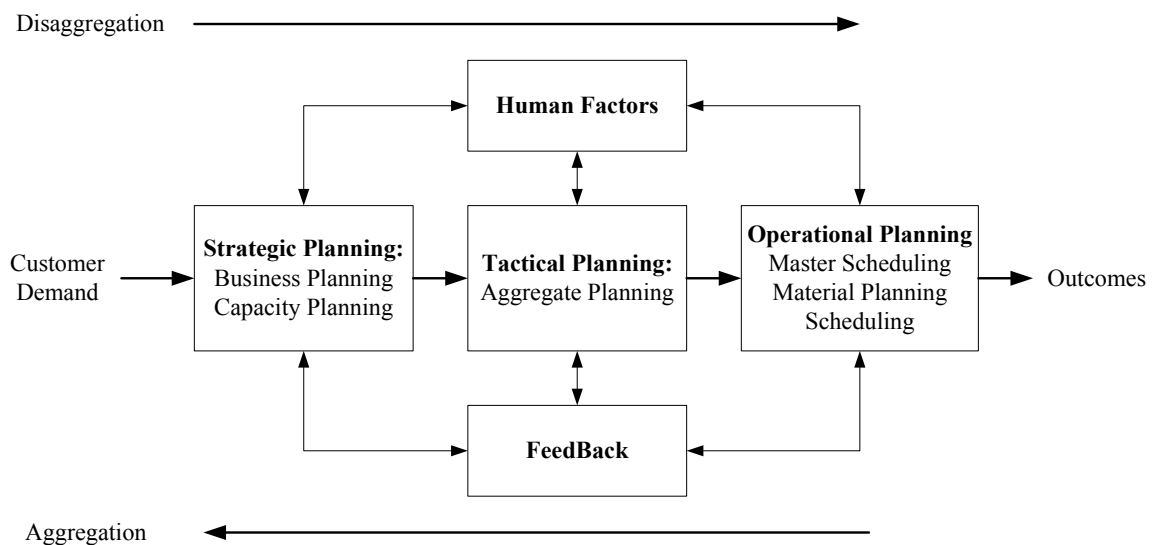 Disaggregation
Human Factors
Customer
Demand
Strategic Planning:
Business Planning
Capacity Planning
Tactical Planning:
Aggregate Planning
Operational Planning
Master Scheduling
Material Planning
Scheduling
Outcomes
FeedBack
Aggregation